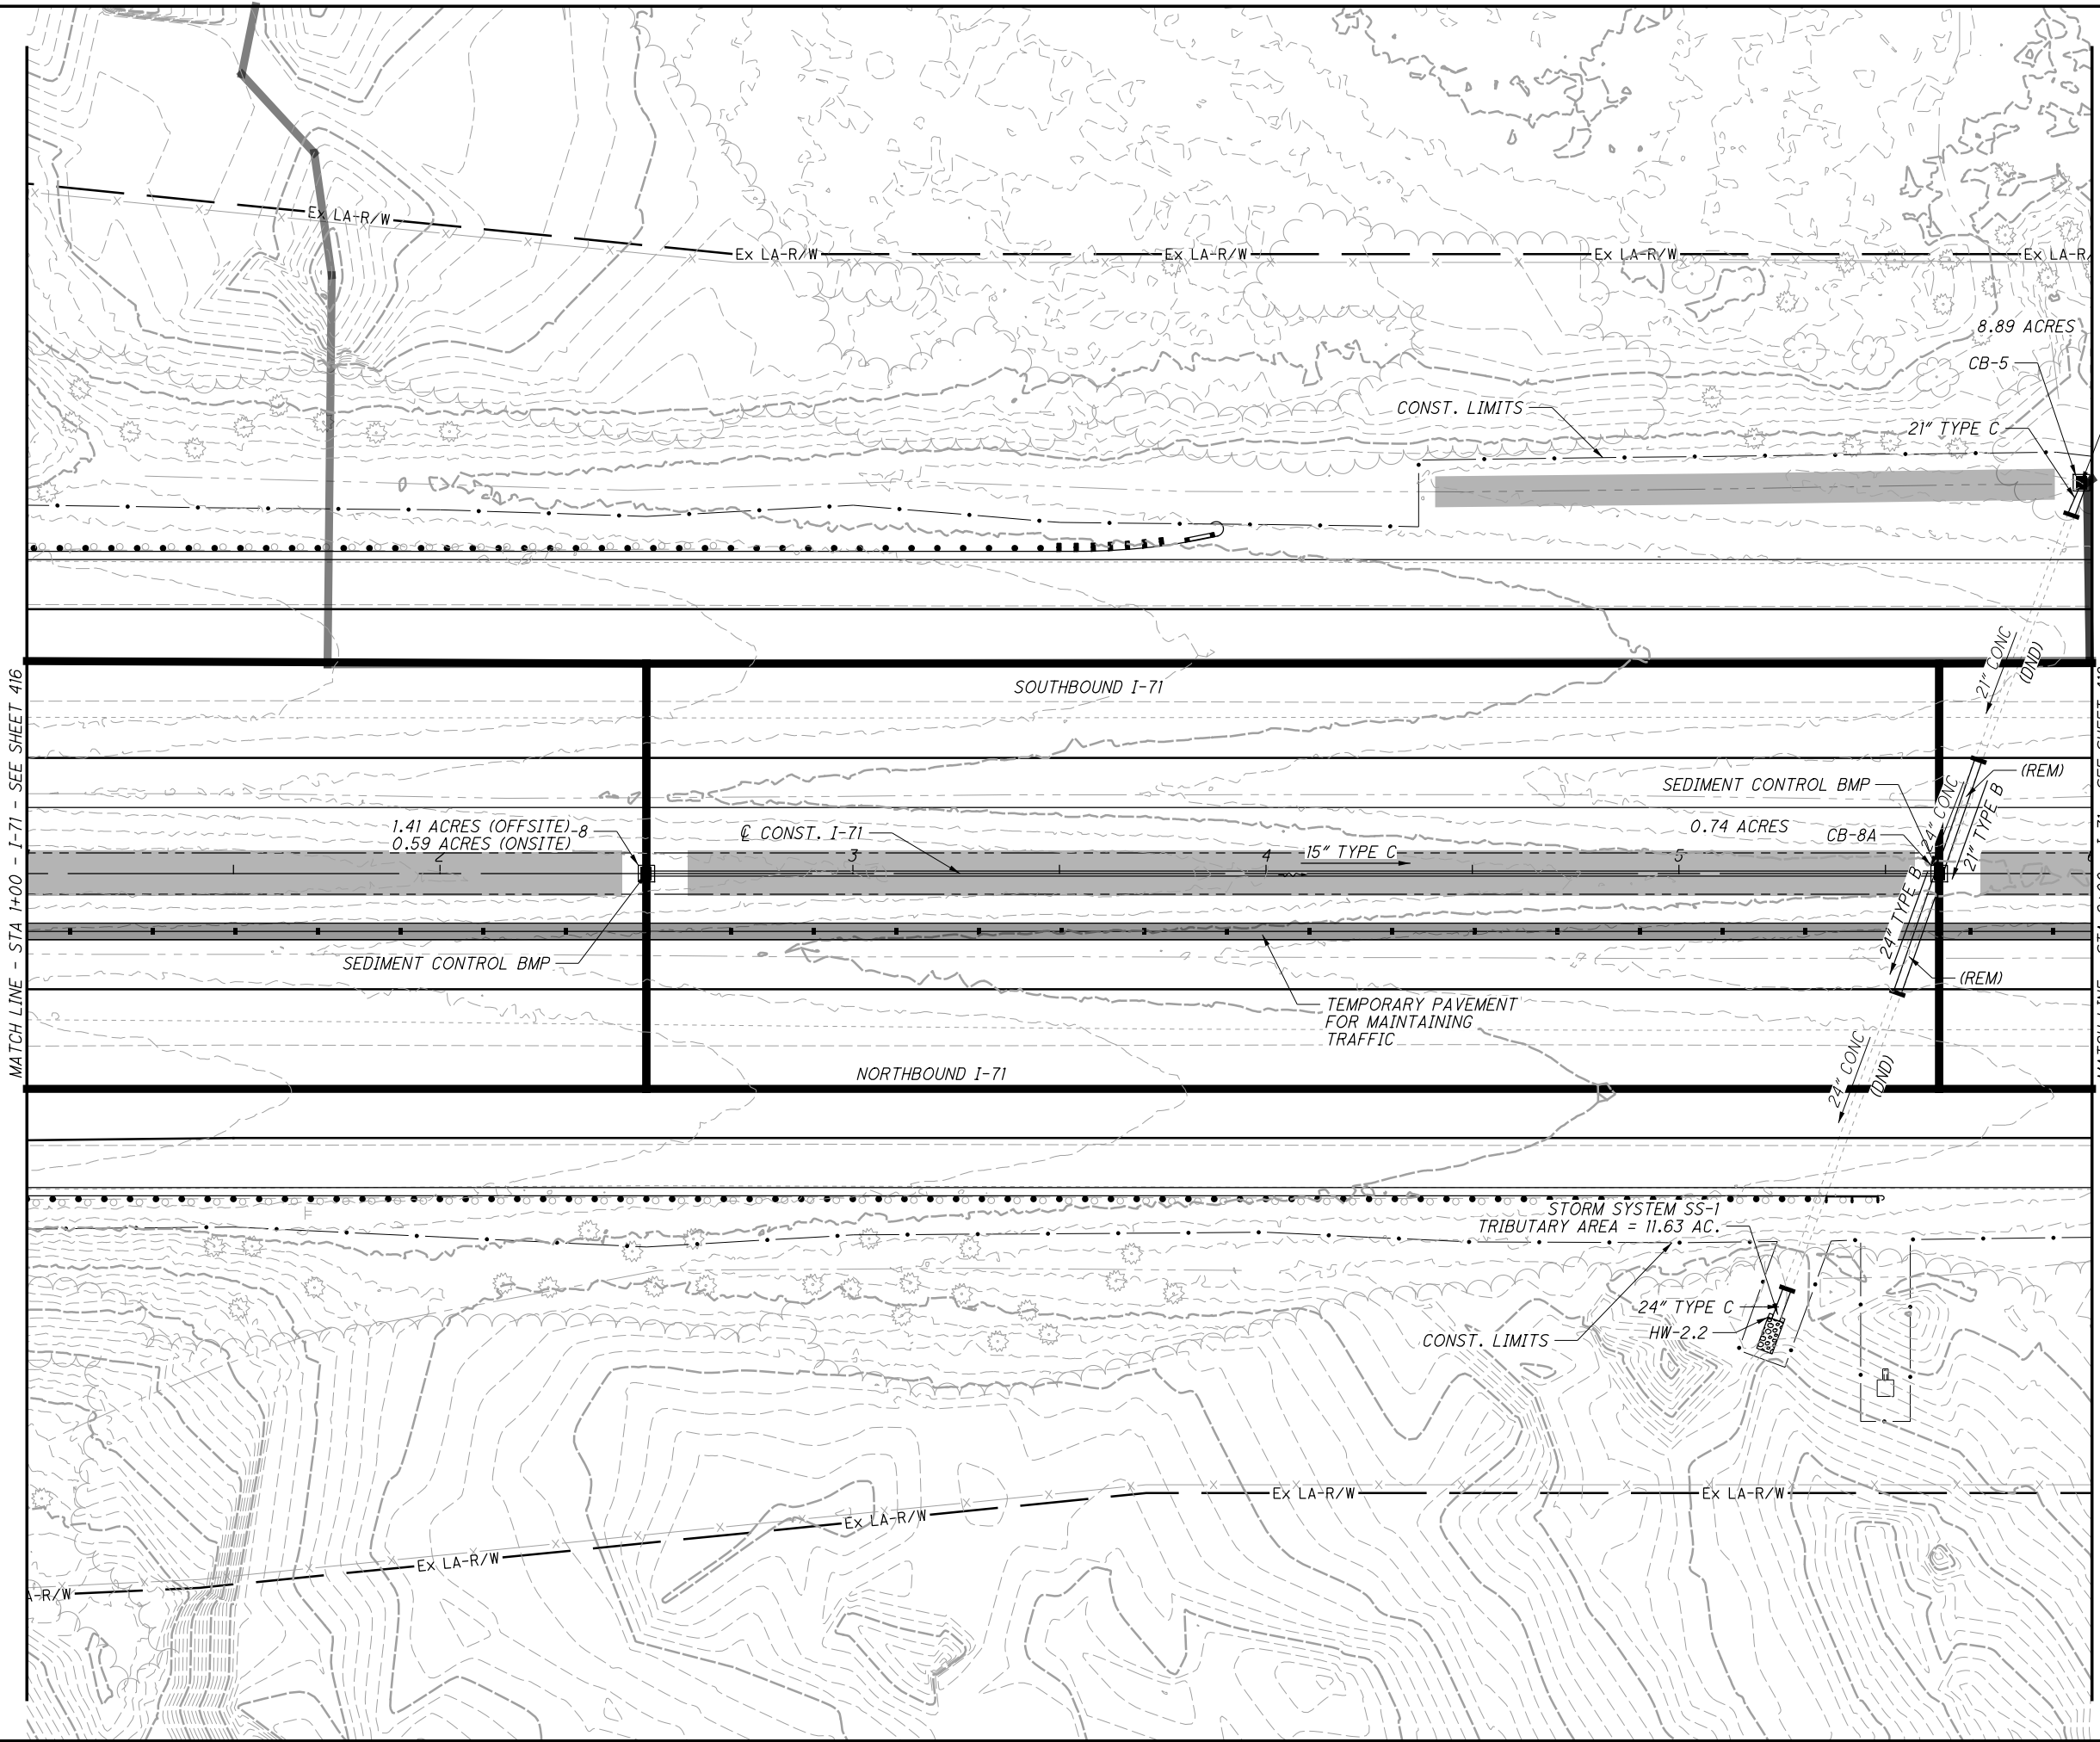 Ex LA-R/W
Ex LA-R/W
Ex LA-R/W
Ex LA-R/W
Ex LA-R/
8.89 ACRES
CB-5
CONST. LIMITS
21" TYPE C
21" CONC
(DND)
MATCH LINE - STA 1+00 - I-71 - SEE SHEET 416
SOUTHBOUND I-71
SEDIMENT CONTROL BMP
(REM)
24" CONC
21" TYPE B
1.41 ACRES (OFFSITE)-8
0.59 ACRES (ONSITE)
℄ CONST. I-71
0.74 ACRES
CB-8A
2
3
4
5
15" TYPE C
24" TYPE B
SEDIMENT CONTROL BMP
(REM)
TEMPORARY PAVEMENT
FOR MAINTAINING
TRAFFIC
NORTHBOUND I-71
24" CONC
(DND)
STORM SYSTEM SS-1
TRIBUTARY AREA = 11.63 AC.
24" TYPE C
HW-2.2
CONST. LIMITS
Ex LA-R/W
Ex LA-R/W
Ex LA-R/W
Ex LA-R/W
A-R/W